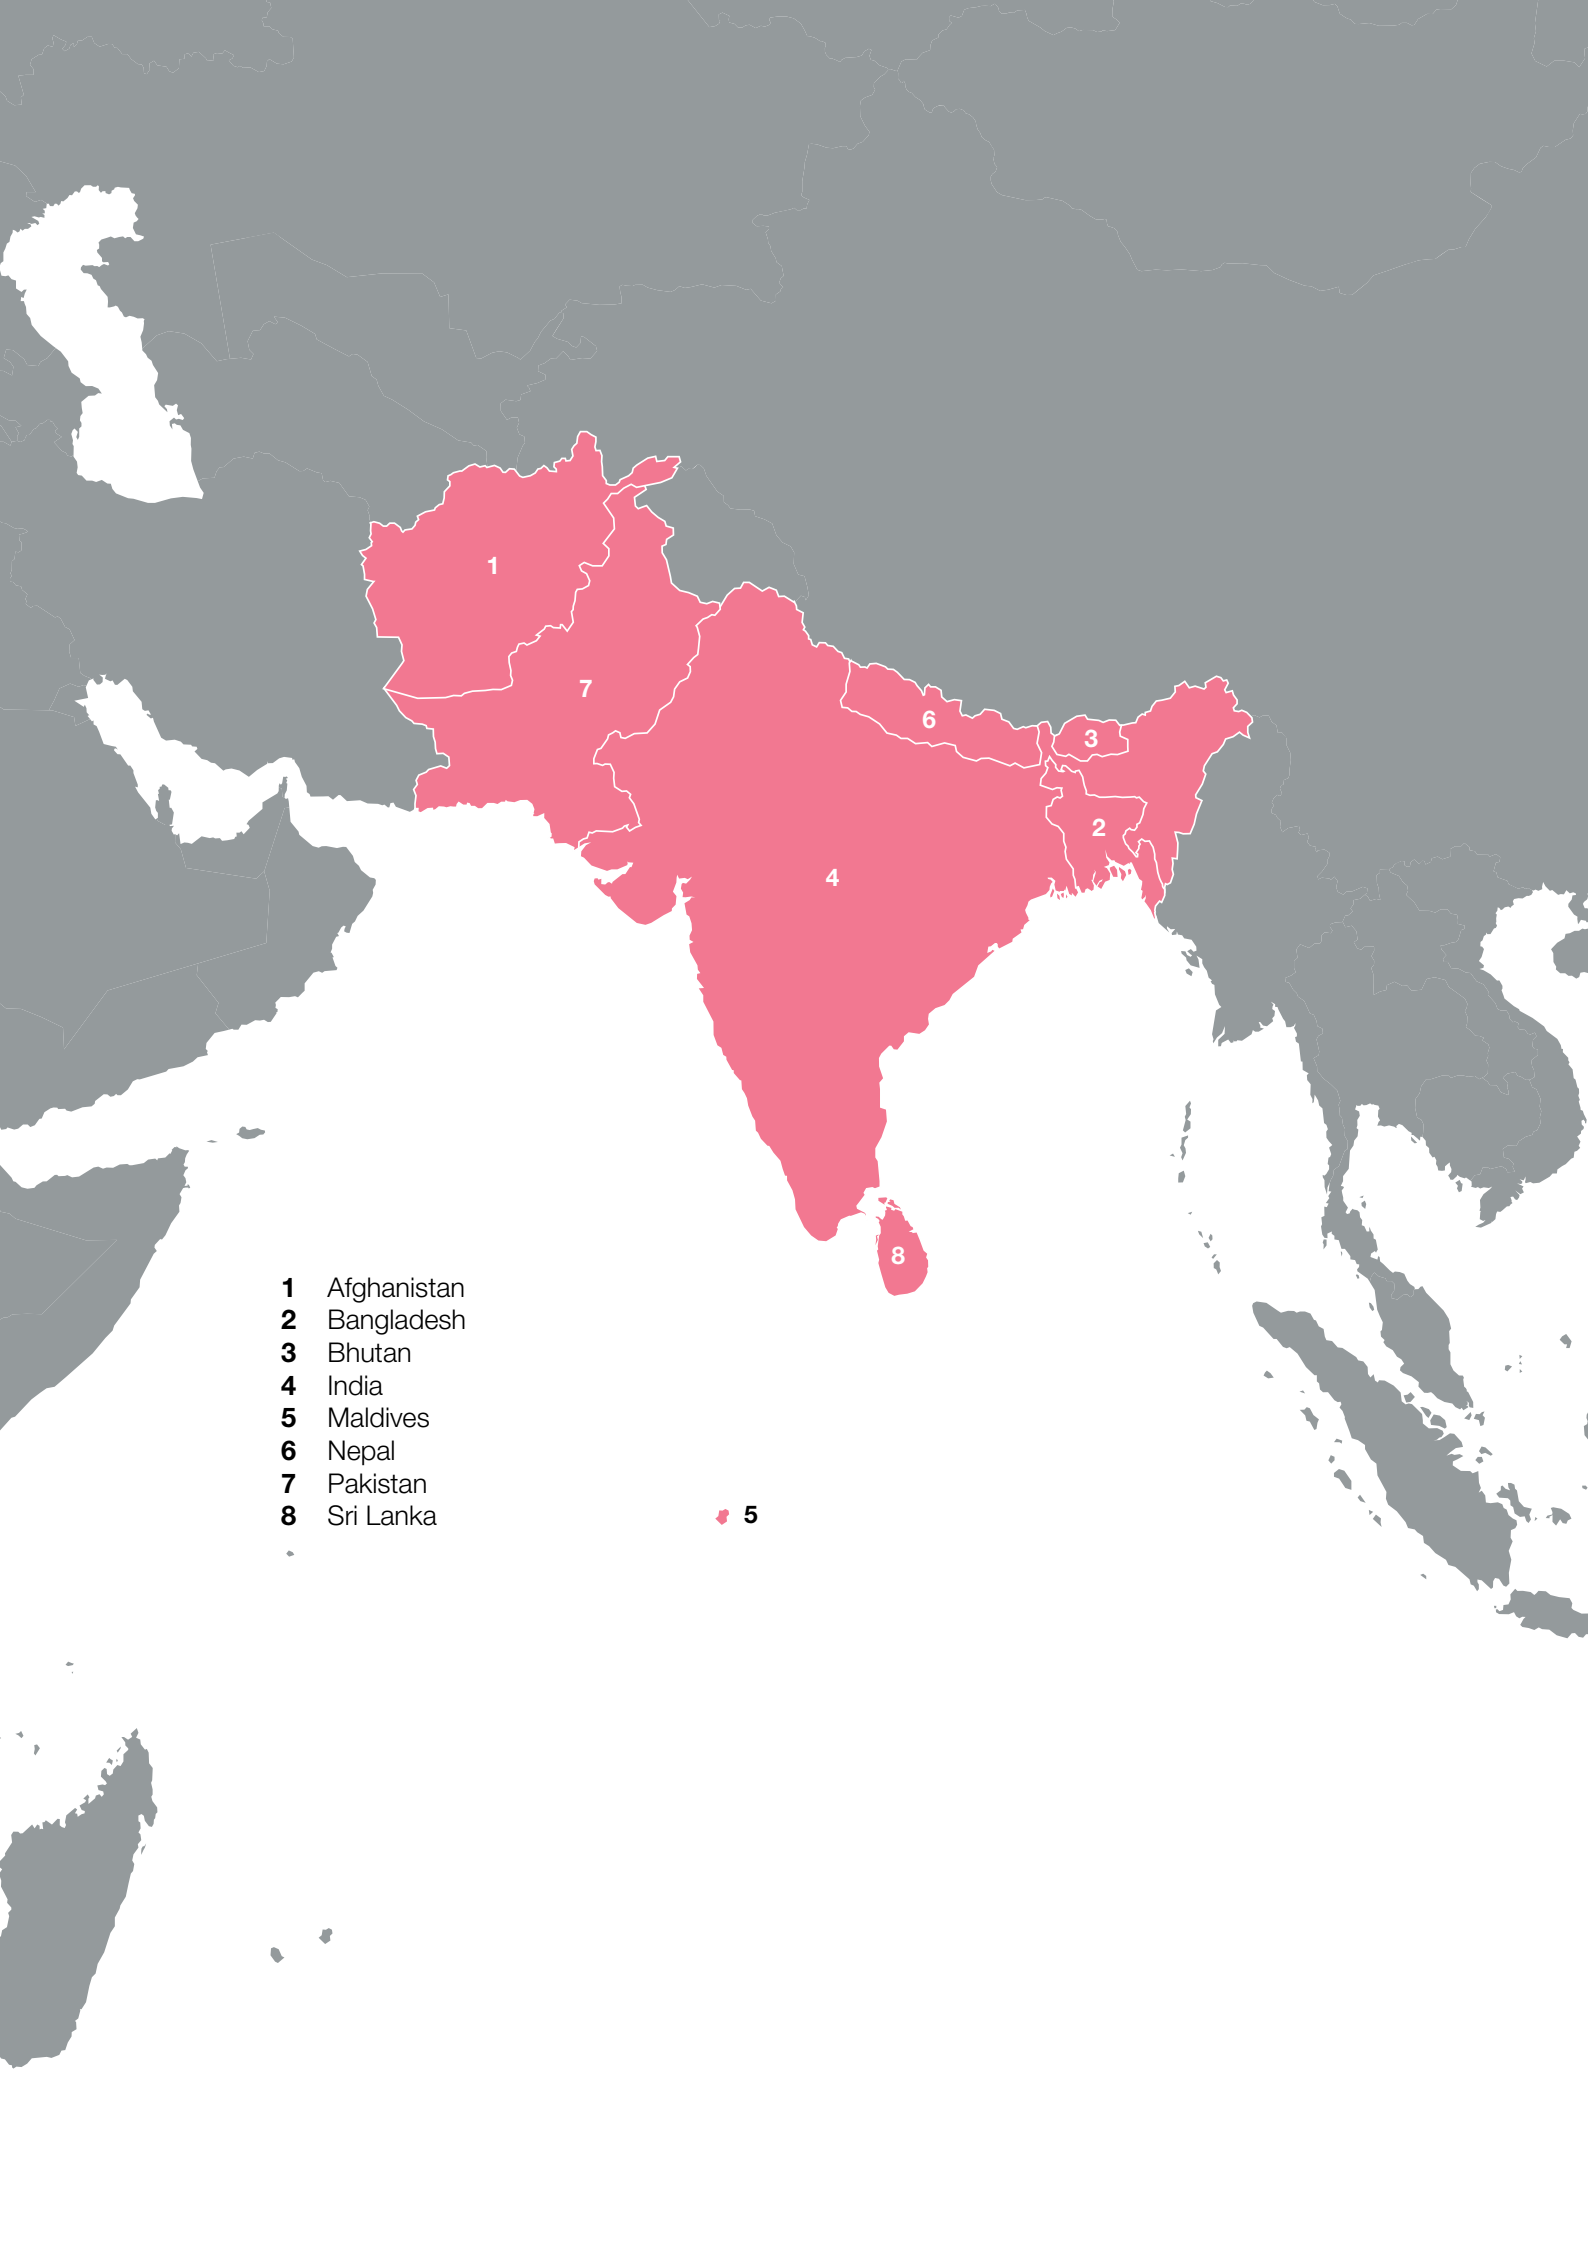 1
7
6
3
2
4
8
1 Afghanistan
2 Bangladesh
3 Bhutan
4 India
5 Maldives
6 Nepal
7 Pakistan
8 Sri Lanka
5